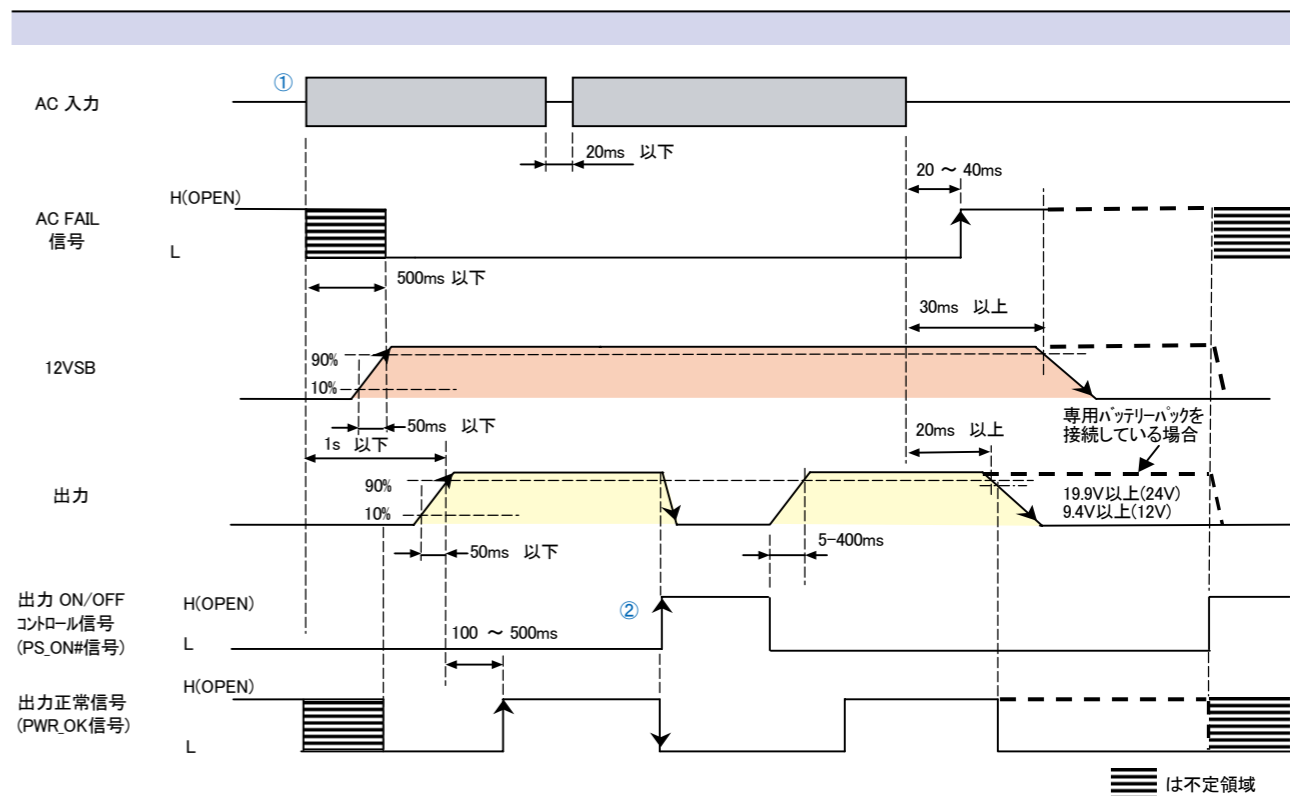 ①
AC 入力
20ms 以下
20 ～ 40ms
H(OPEN)
AC FAIL
信号
L
500ms 以下
30ms 以上
90%
12VSB
10%
50ms 以下
専用バッテリーパックを
接続している場合
1s 以下
20ms 以上
90%
出力
10%
19.9V以上(24V)
9.4V以上(12V)
50ms 以下
5-400ms
出力 ON/OFF
コントロール信号
(PS_ON#信号)
H(OPEN)
②
L
100 ～ 500ms
H(OPEN)
出力正常信号
(PWR_OK信号)
L
は不定領域